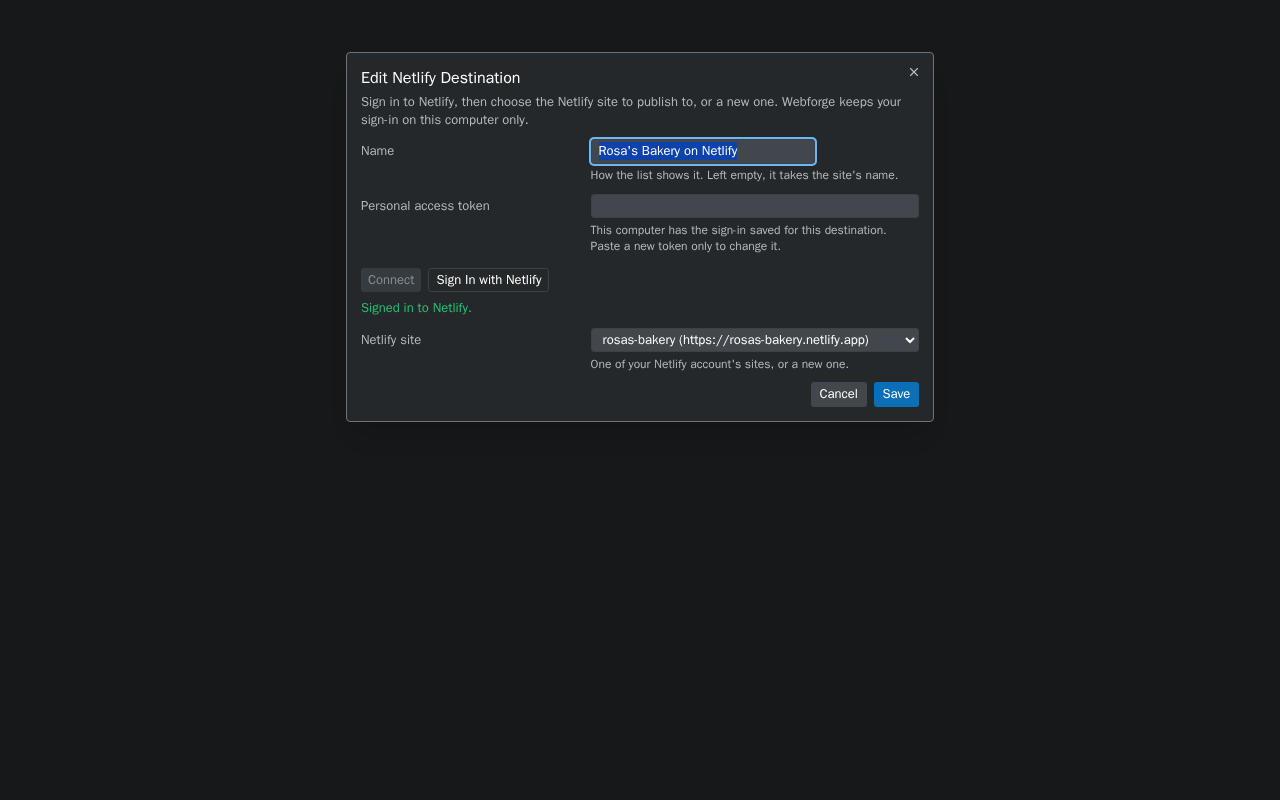 Edit Netlify Destination
×
Sign in to Netlify, then choose the Netlify site to publish to, or a new one. Webforge keeps your
sign-in on this computer only.
Name
Rosa's Bakery on Netlify
How the list shows it. Left empty, it takes the site's name.
Personal access token
This computer has the sign-in saved for this destination.
Paste a new token only to change it.
Connect
Sign In with Netlify
Signed in to Netlify.
Netlify site
rosas-bakery (https://rosas-bakery.netlify.app)
One of your Netlify account's sites, or a new one.
Cancel
Save